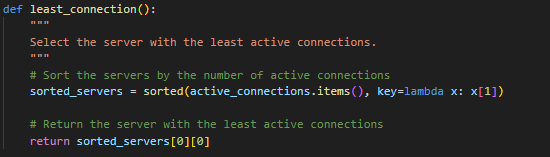 def least_connection():
    """
    Select the server with the least active connections.
    """
    # Sort the servers by the number of active connections
    sorted_servers = sorted(active_connections.items(), key=lambda x: x[1])

    # Return the server with the least active connections
    return sorted_servers[0][0]